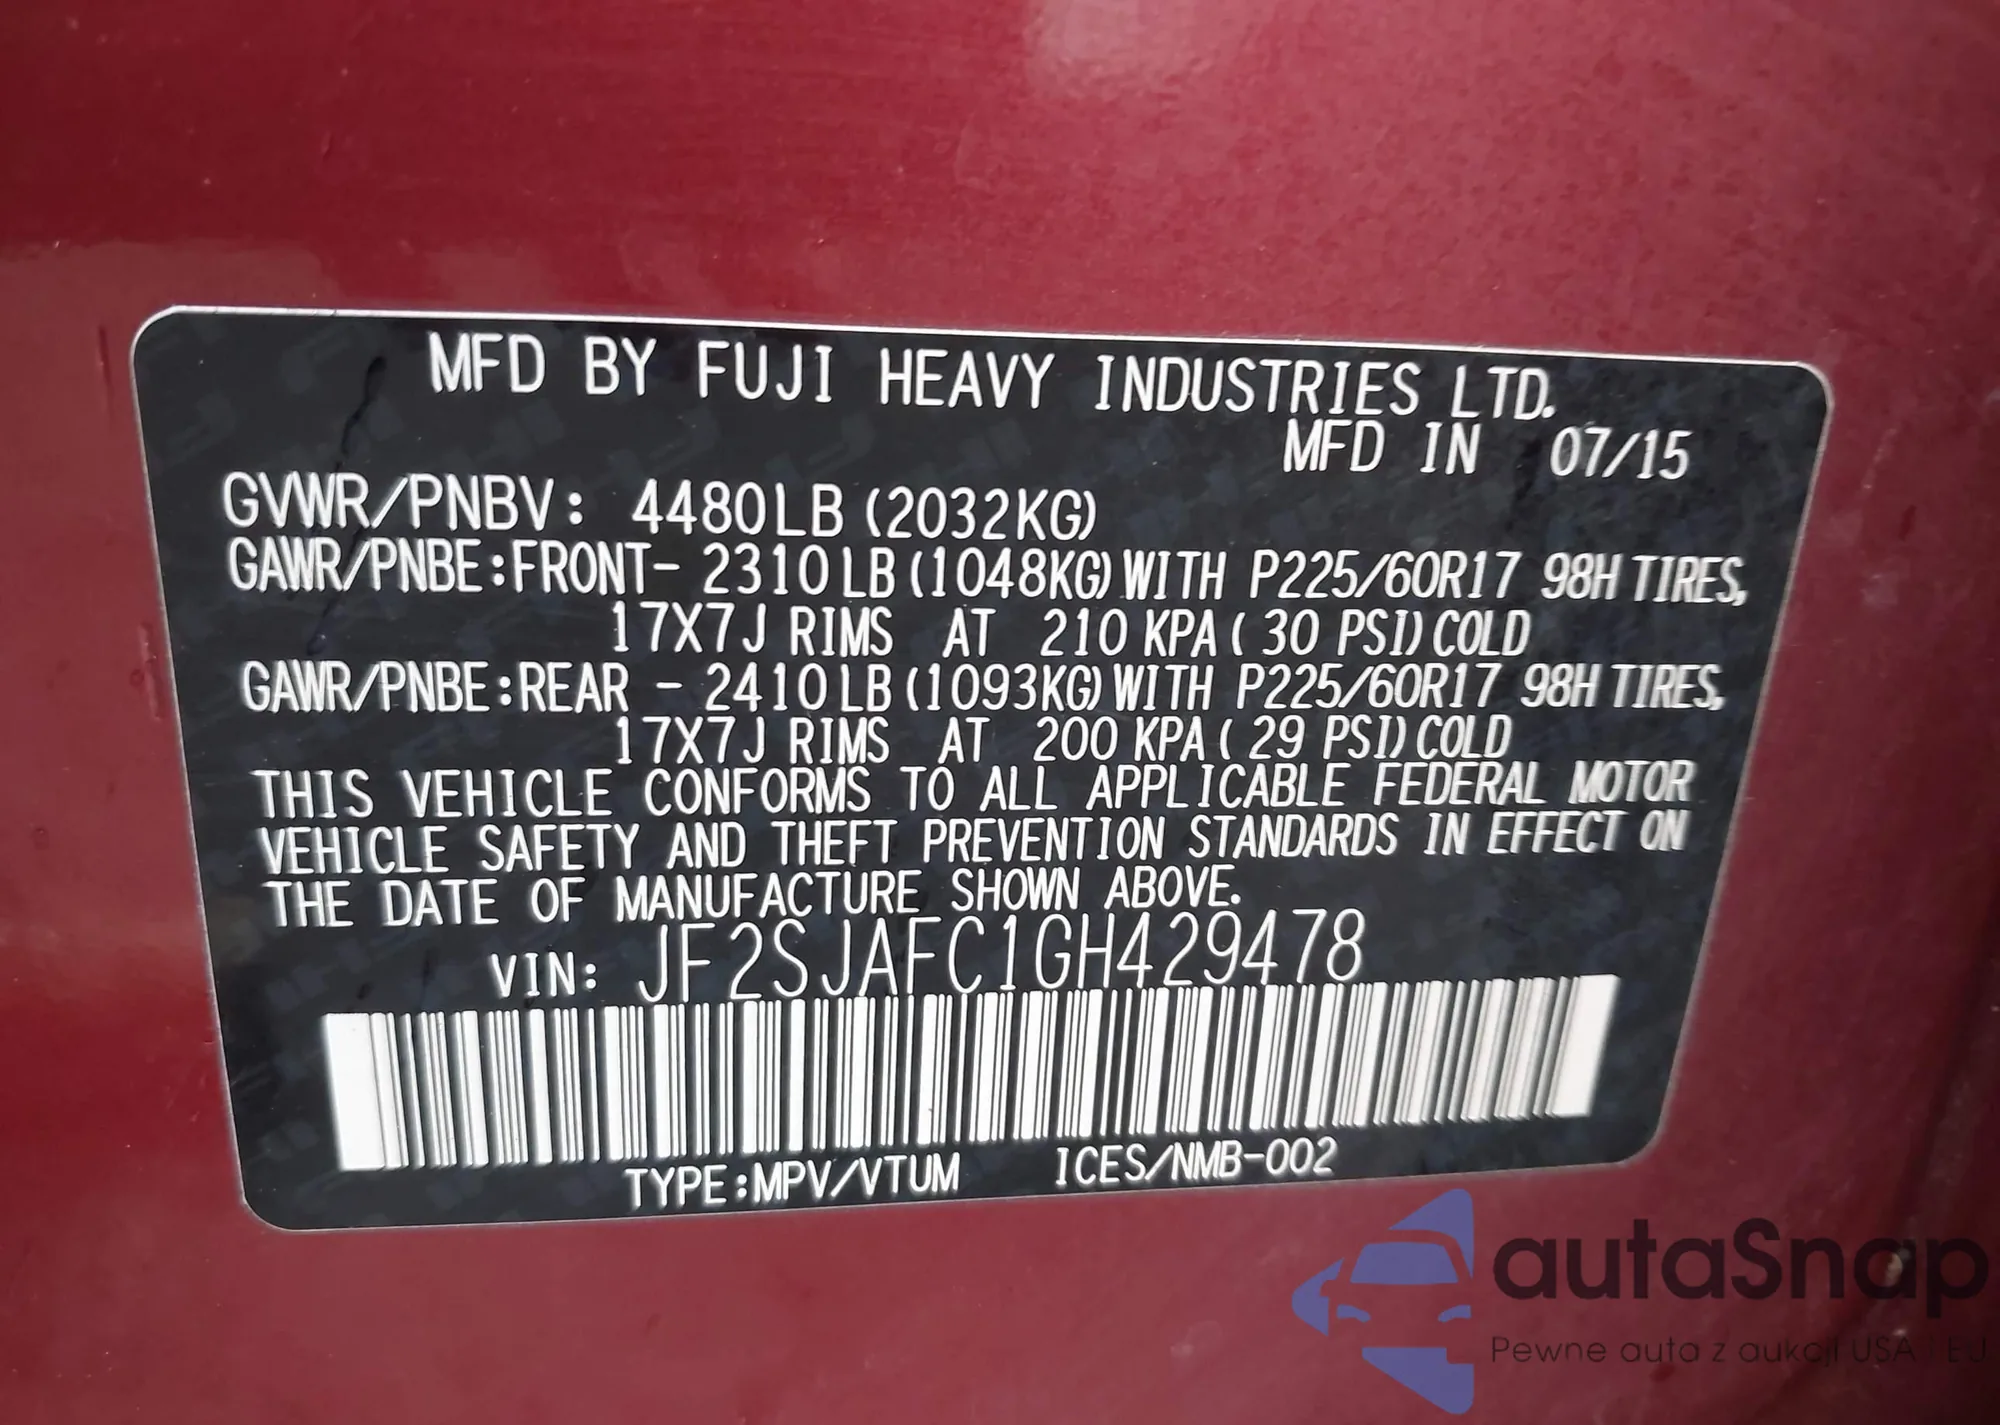 MFD BY FUJI HEAVY INDUSTRIES LTD.
MFD IN 07/15
GVWR/PNBV: 4480LB (2032KG)
GAWR/PNBE:FRONT- 2310LB (1048KG) WITH P225/60R17 98H TIRES,
17X7J RIMS AT 210 KPA ( 30 PSI) COLD
GAWR/PNBE:REAR - 2410LB (1093KG) WITH P225/60R17 98H TIRES,
17X7J RIMS AT 200 KPA ( 29 PSI) COLD
THIS VEHICLE CONFORMS TO ALL APPLICABLE FEDERAL MOTOR
VEHICLE SAFETY AND THEFT PREVENTION STANDARDS IN EFFECT ON
THE DATE OF MANUFACTURE SHOWN ABOVE.
VIN: JF2SJAFC1GH429478
TYPE:MPV/VTUM ICES/NMB-002
autaSnap
Pewne auta z aukcji USA i EU